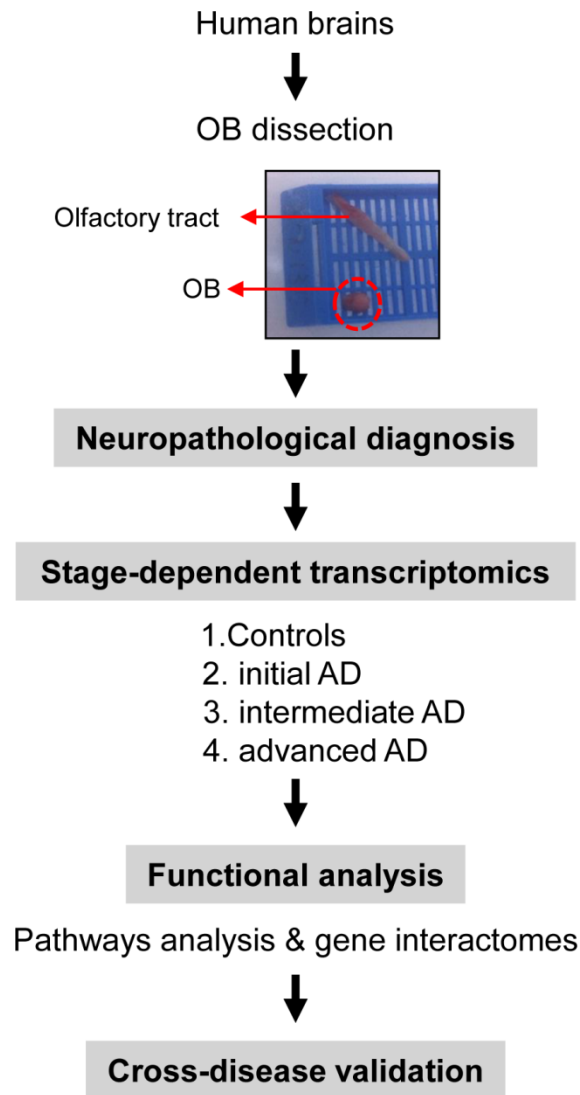 Human brains
OB dissection
Olfactory tract
OB
Neuropathological diagnosis
Stage-dependent transcriptomics
1.Controls
2. initial AD
3. intermediate AD
4. advanced AD
Functional analysis
Pathways analysis & gene interactomes
Cross-disease validation